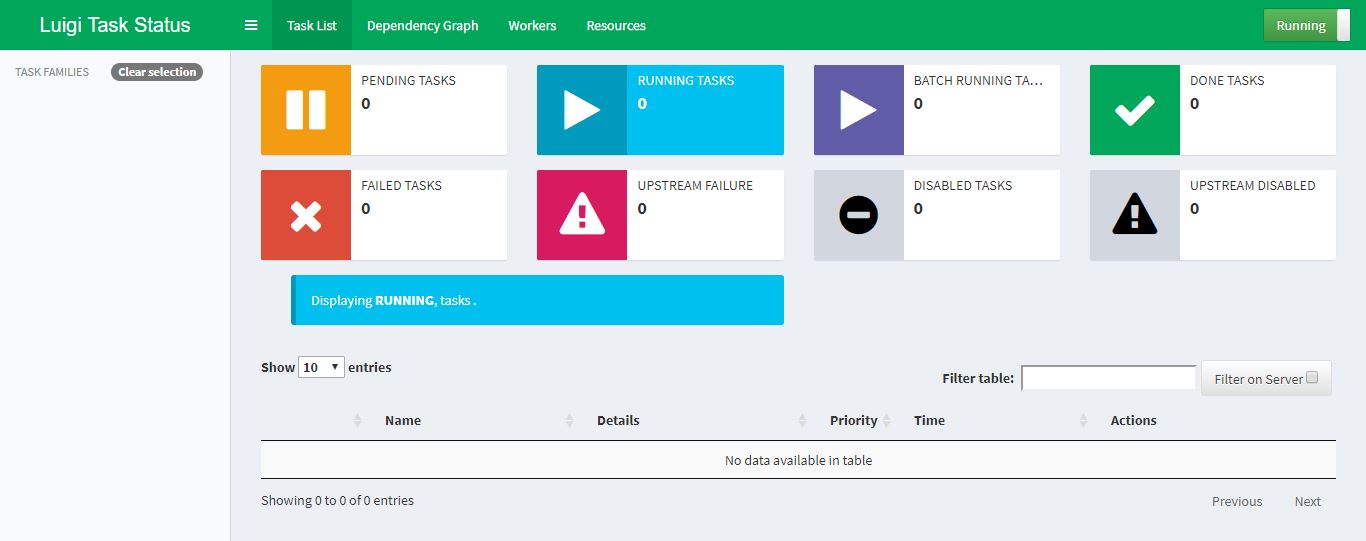 Luigi Task Status
Task List Dependency Graph Workers Resources Running
TASK FAMILIES Clear selection
PENDING TASKS
0
RUNNING TASKS
0
BATCH RUNNING TA...
0
DONE TASKS
0
FAILED TASKS
0
UPSTREAM FAILURE
0
DISABLED TASKS
0
UPSTREAM DISABLED
0
Displaying RUNNING, tasks .
Show 10 entries
Filter table: Filter on Server
Name Details Priority Time Actions
No data available in table
Showing 0 to 0 of 0 entries
Previous Next